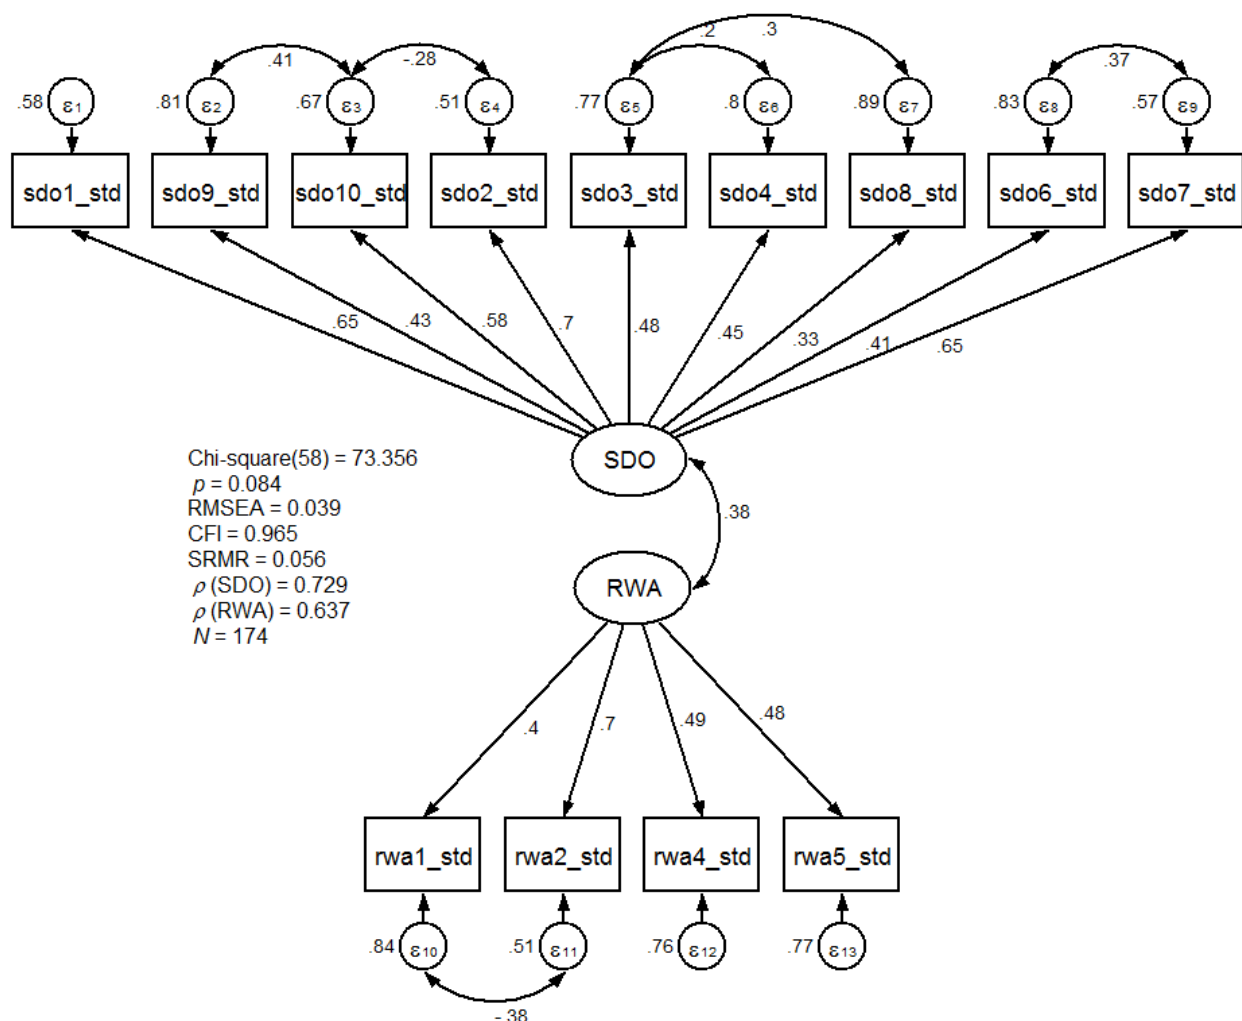 .41 -.28 .2 .3 .37
.58 ε1 .81 ε2 .67 ε3 .51 ε4 .77 ε5 .8 ε6 .89 ε7 .83 ε8 .57 ε9
sdo1_std sdo9_std sdo10_std sdo2_std sdo3_std sdo4_std sdo8_std sdo6_std sdo7_std
.65 .43 .58 .7 .48 .45 .33 .41 .65
SDO
Chi-square(58) = 73.356
p = 0.084
RMSEA = 0.039
CFI = 0.965
SRMR = 0.056
ρ (SDO) = 0.729
ρ (RWA) = 0.637
N = 174
.38
RWA
.4 .7 .49 .48
rwa1_std rwa2_std rwa4_std rwa5_std
.84 ε10 .51 ε11 .76 ε12 .77 ε13
-.38